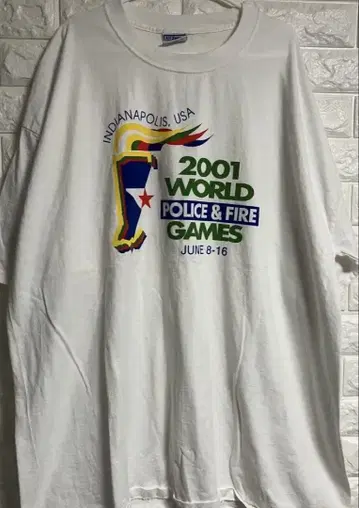 INDIANAPOLIS, USA
2001
WORLD
POLICE & FIRE
GAMES
JUNE 8-16